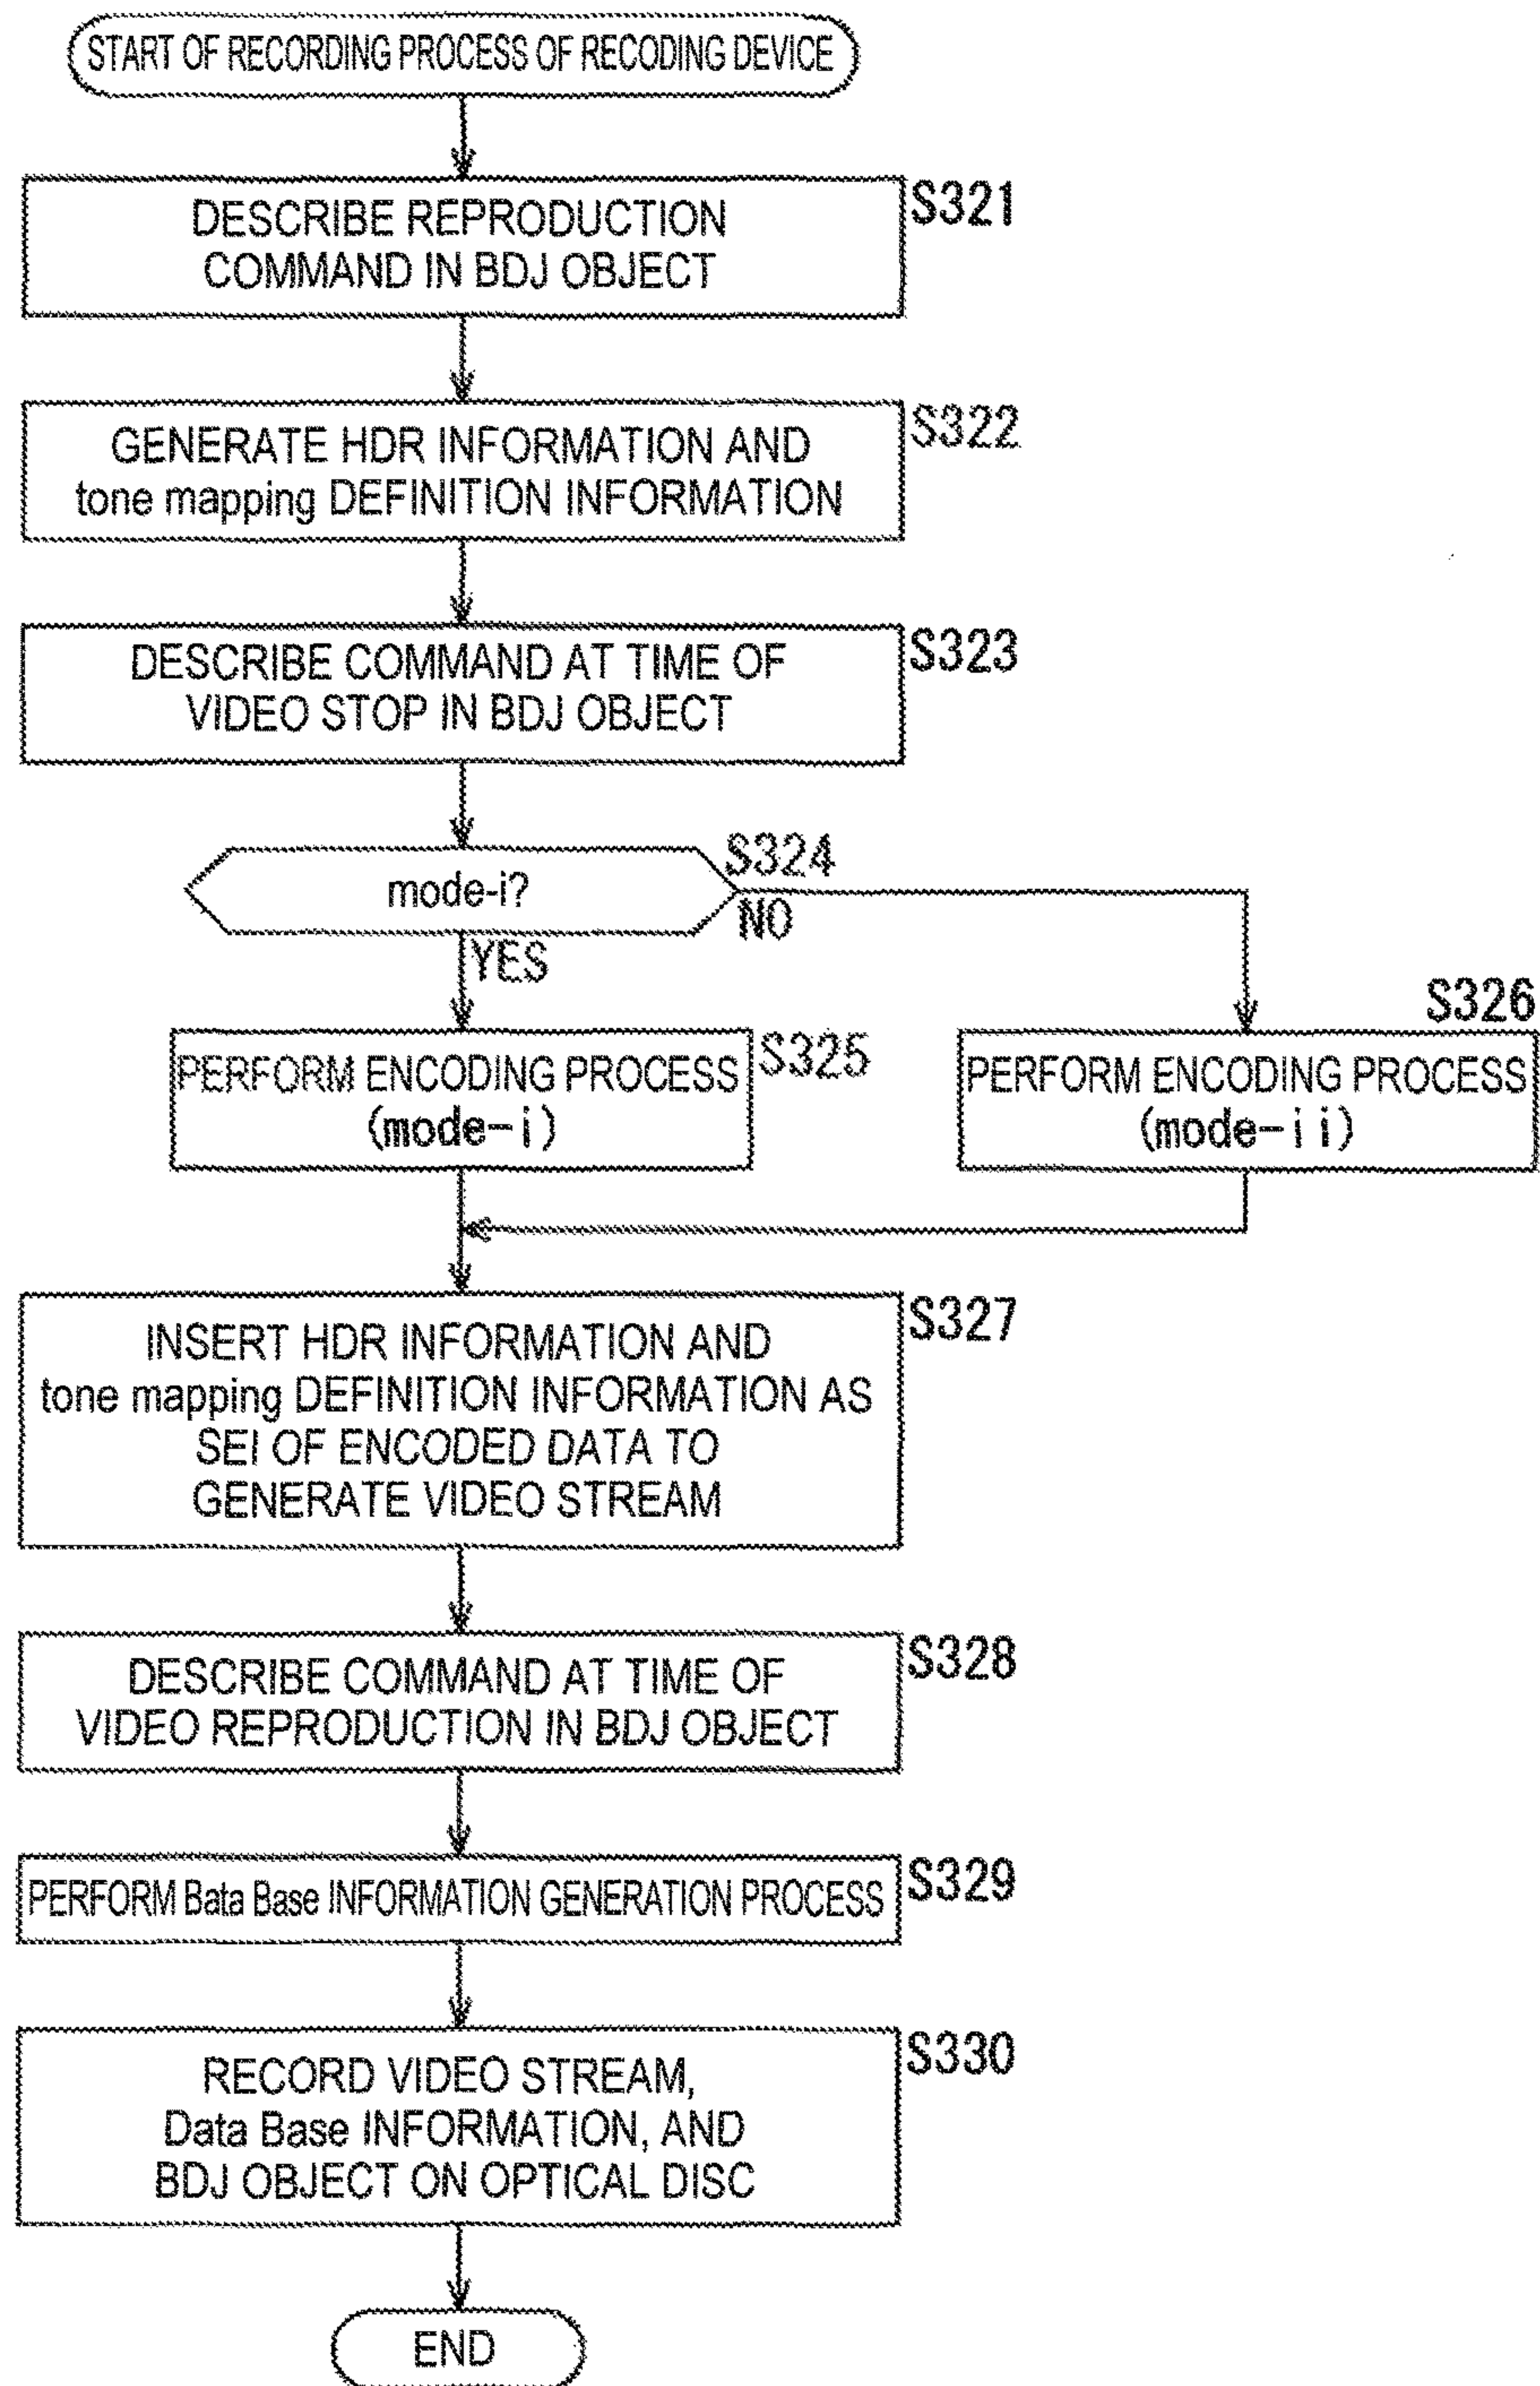 START OF RECORDING PROCESS OF RECODING DEVICE
S321
DESCRIBE REPRODUCTION
COMMAND IN BDJ OBJECT
S322
GENERATE HDR INFORMATION AND
tone mapping DEFINITION INFORMATION
S323
DESCRIBE COMMAND AT TIME OF
VIDEO STOP IN BDJ OBJECT
S324
mode-i?
NO
YES
S325
PERFORM ENCODING PROCESS
(mode-i)
S326
PERFORM ENCODING PROCESS
(mode-ii)
S327
INSERT HDR INFORMATION AND
tone mapping DEFINITION INFORMATION AS
SEI OF ENCODED DATA TO
GENERATE VIDEO STREAM
S328
DESCRIBE COMMAND AT TIME OF
VIDEO REPRODUCTION IN BDJ OBJECT
S329
PERFORM Bata Base INFORMATION GENERATION PROCESS
S330
RECORD VIDEO STREAM,
Data Base INFORMATION, AND
BDJ OBJECT ON OPTICAL DISC
END